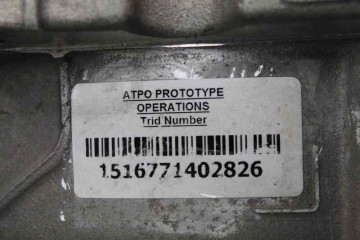 ATPO PROTOTYPE
OPERATIONS
Trid Number
1516771402826